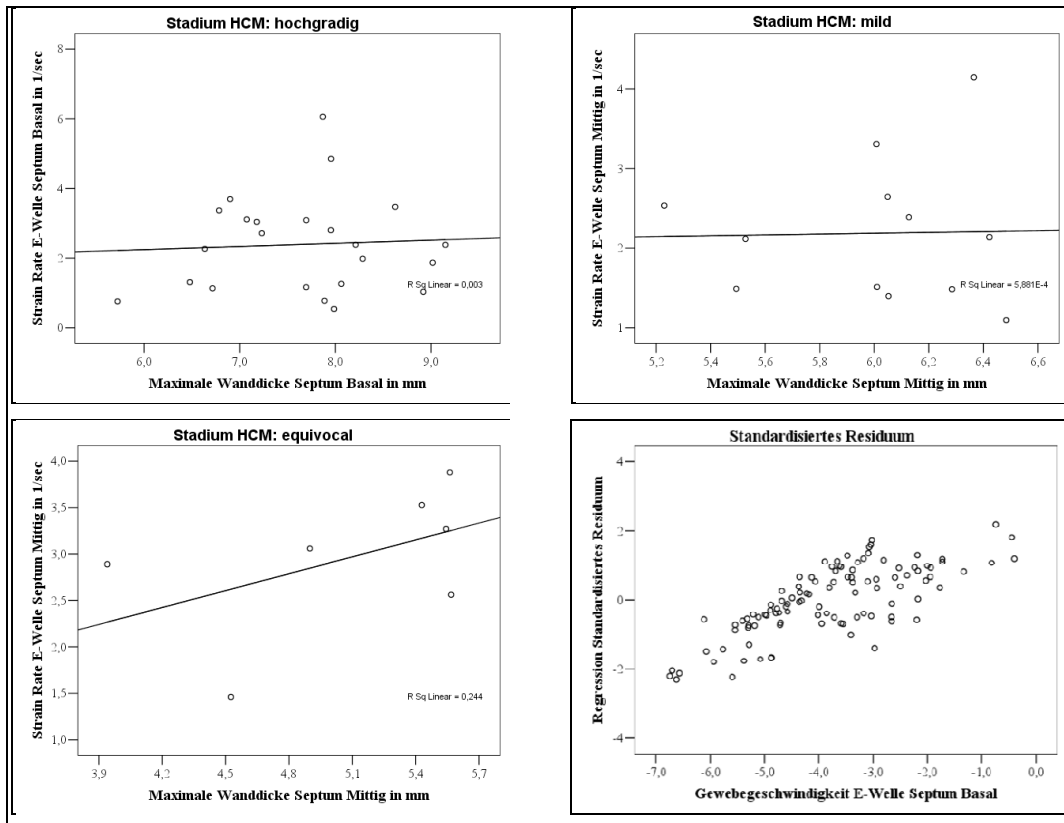 Stadium HCM: hochgradig
Strain Rate E-Welle Septum Basal in 1/sec
8
6
4
2
0
R Sq Linear = 0,003
6,0 7,0 8,0 9,0
Maximale Wanddicke Septum Basal in mm
Stadium HCM: mild
Strain Rate E-Welle Septum Mittig in 1/sec
4
3
2
1
R Sq Linear = 5,881E-4
5,2 5,4 5,6 5,8 6,0 6,2 6,4 6,6
Maximale Wanddicke Septum Mittig in mm
Stadium HCM: equivocal
Strain Rate E-Welle Septum Mittig in 1/sec
4,0
3,5
3,0
2,5
2,0
1,5
1,0
R Sq Linear = 0,244
3,9 4,2 4,5 4,8 5,1 5,4 5,7
Maximale Wanddicke Septum Mittig in mm
Standardisiertes Residuum
Regression Standardisiertes Residuum
4
2
0
-2
-4
-7,0 -6,0 -5,0 -4,0 -3,0 -2,0 -1,0 0,0
Gewebegeschwindigkeit E-Welle Septum Basal